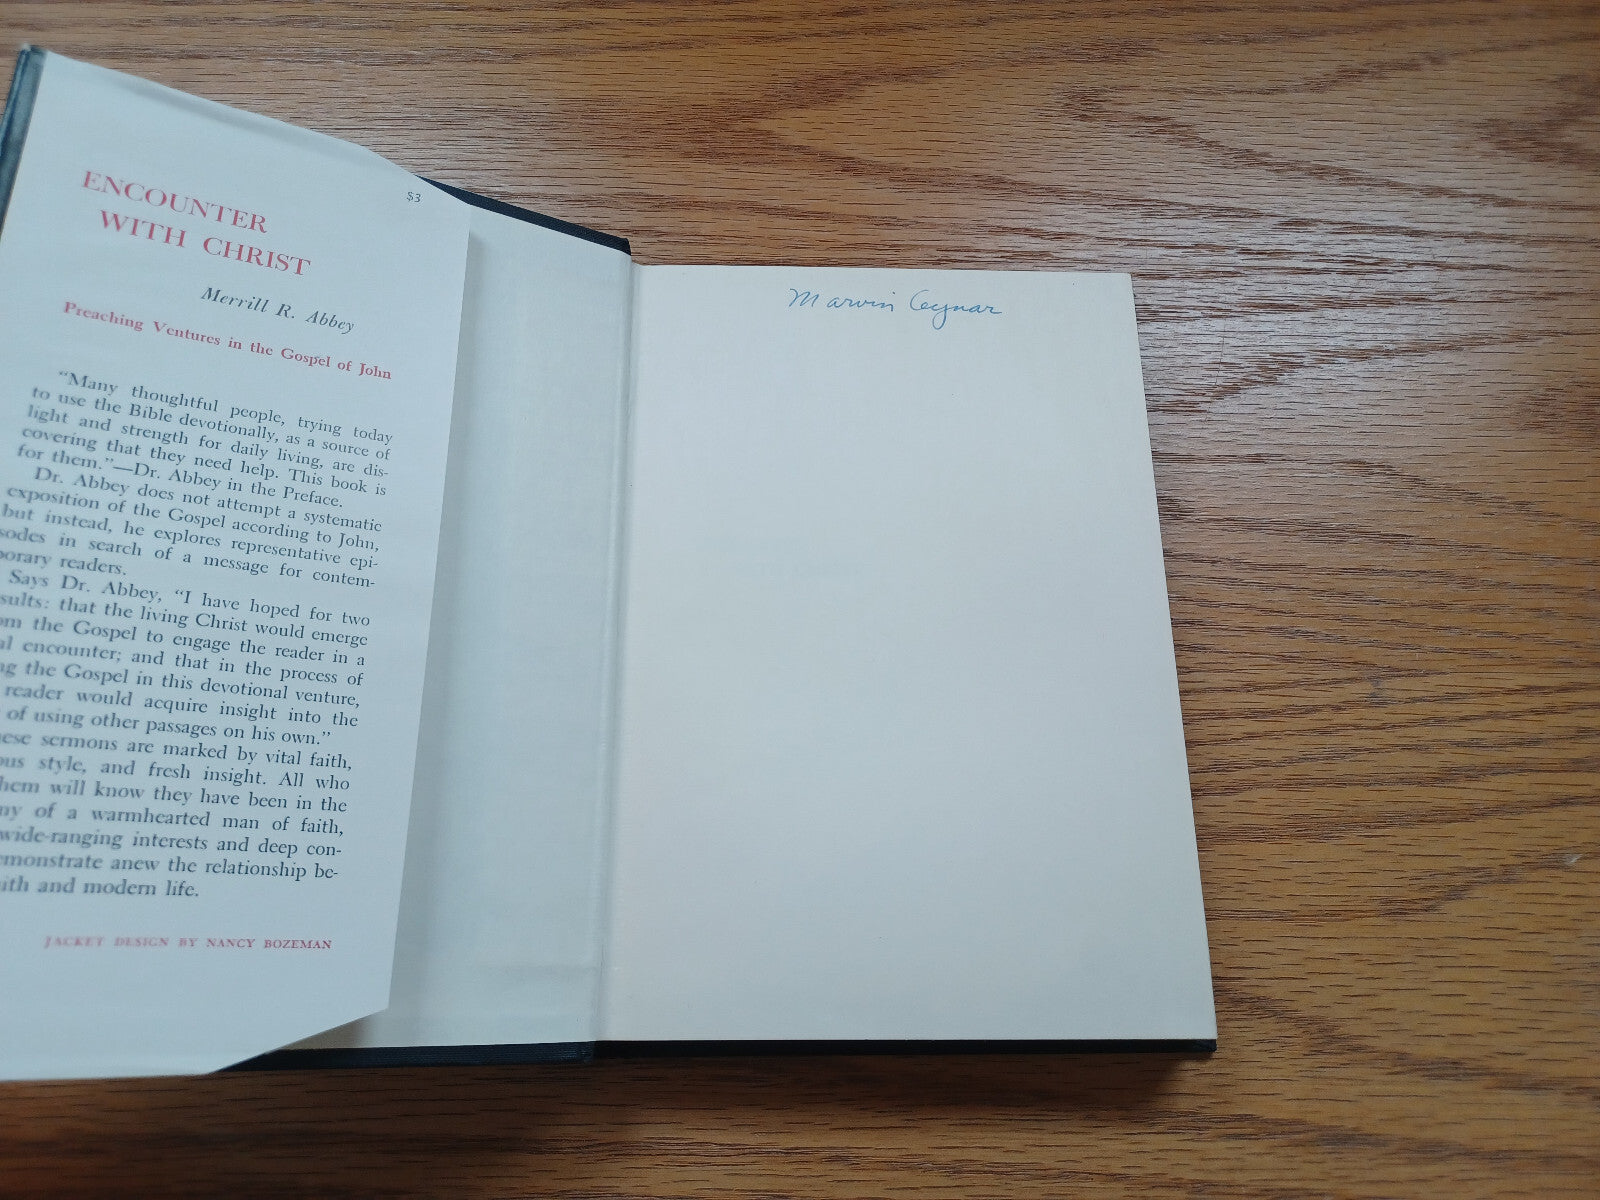 ENCOUNTER
WITH CHRIST
$3
Merrill R. Abbey
Preaching Ventures in the Gospel of John
"Many thoughtful people, trying today
to use the Bible devotionally, as a source of
light and strength for daily living, are dis-
covering that they need help. This book is
for them."—Dr. Abbey in the Preface.
Dr. Abbey does not attempt a systematic
exposition of the Gospel according to John,
but instead, he explores representative epi-
sodes in search of a message for contem-
porary readers.
Says Dr. Abbey, "I have hoped for two
sults: that the living Christ would emerge
om the Gospel to engage the reader in a
al encounter; and that in the process of
ng the Gospel in this devotional venture,
reader would acquire insight into the
of using other passages on his own."
ese sermons are marked by vital faith,
ous style, and fresh insight. All who
hem will know they have been in the
ny of a warmhearted man of faith,
wide-ranging interests and deep con-
emonstrate anew the relationship be-
ith and modern life.
JACKET DESIGN BY NANCY BOZEMAN
Marwin